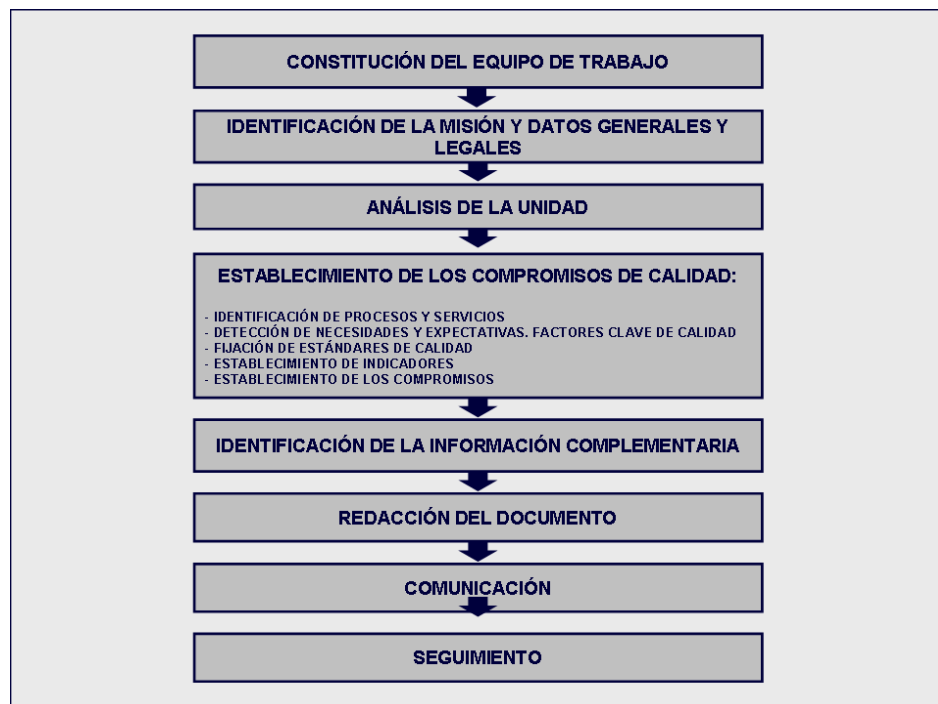 CONSTITUCIÓN DEL EQUIPO DE TRABAJO
IDENTIFICACIÓN DE LA MISIÓN Y DATOS GENERALES Y
LEGALES
ANÁLISIS DE LA UNIDAD
ESTABLECIMIENTO DE LOS COMPROMISOS DE CALIDAD:
- IDENTIFICACIÓN DE PROCESOS Y SERVICIOS
- DETECCIÓN DE NECESIDADES Y EXPECTATIVAS. FACTORES CLAVE DE CALIDAD
- FIJACIÓN DE ESTÁNDARES DE CALIDAD
- ESTABLECIMIENTO DE INDICADORES
- ESTABLECIMIENTO DE LOS COMPROMISOS
IDENTIFICACIÓN DE LA INFORMACIÓN COMPLEMENTARIA
REDACCIÓN DEL DOCUMENTO
COMUNICACIÓN
SEGUIMIENTO